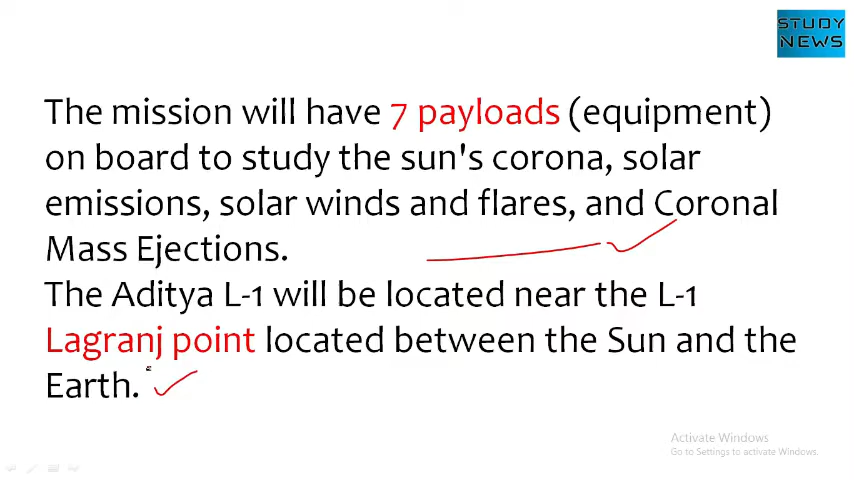 STUDY
NEWS
The mission will have 7 payloads (equipment)
on board to study the sun's corona, solar
emissions, solar winds and flares, and Coronal
Mass Ejections.
The Aditya L-1 will be located near the L-1
Lagranj point located between the Sun and the
Earth.
Activate Windows
Go to Settings to activate Windows.